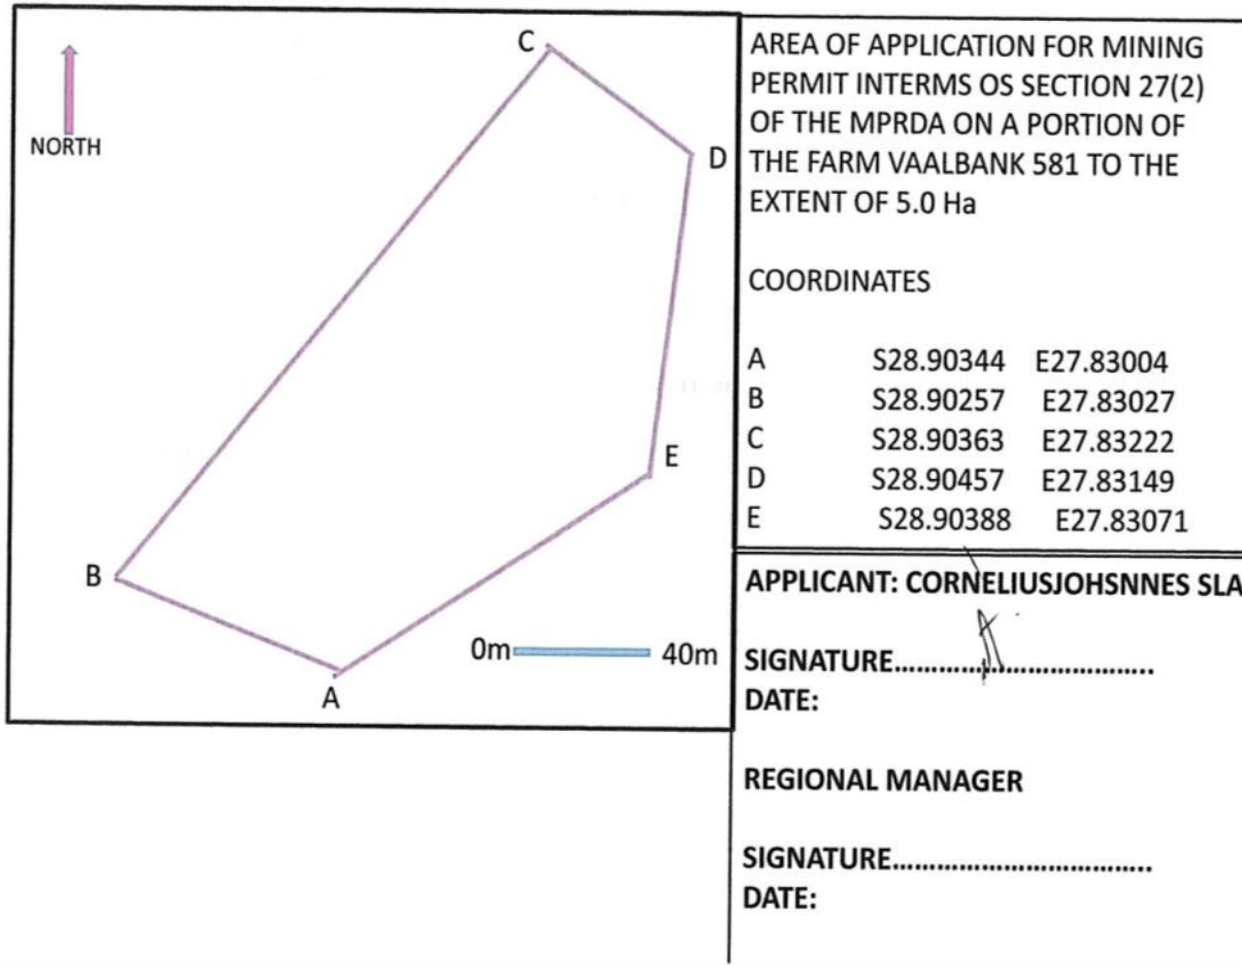 NORTH
C
D
E
B
A
0m 40m
AREA OF APPLICATION FOR MINING
PERMIT INTERMS OS SECTION 27(2)
OF THE MPRDA ON A PORTION OF
THE FARM VAALBANK 581 TO THE
EXTENT OF 5.0 Ha
COORDINATES
A S28.90344 E27.83004
B S28.90257 E27.83027
C S28.90363 E27.83222
D S28.90457 E27.83149
E S28.90388 E27.83071
APPLICANT: CORNELIUSJOHSNNES SLA
SIGNATURE.................................
DATE:
REGIONAL MANAGER
SIGNATURE.................................
DATE: